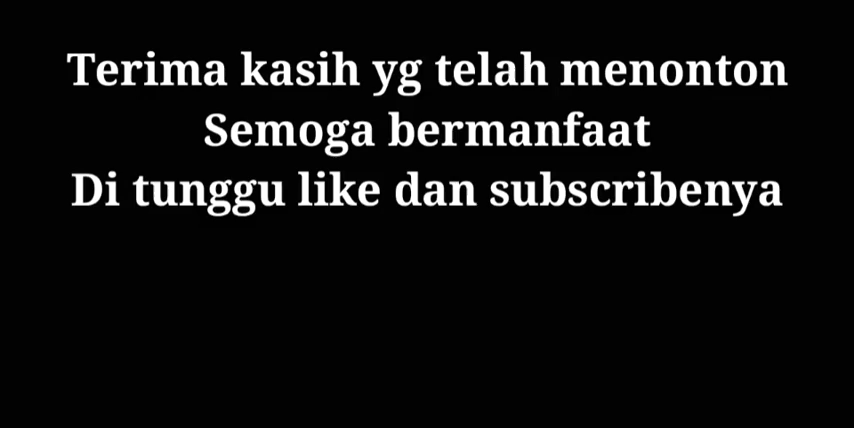 Terima kasih yg telah menonton
Semoga bermanfaat
Di tunggu like dan subscribenya